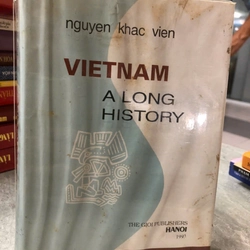 nguyen khac vien
VIETNAM
A LONG
HISTORY
THE GIOI PUBLISHERS
HANOI